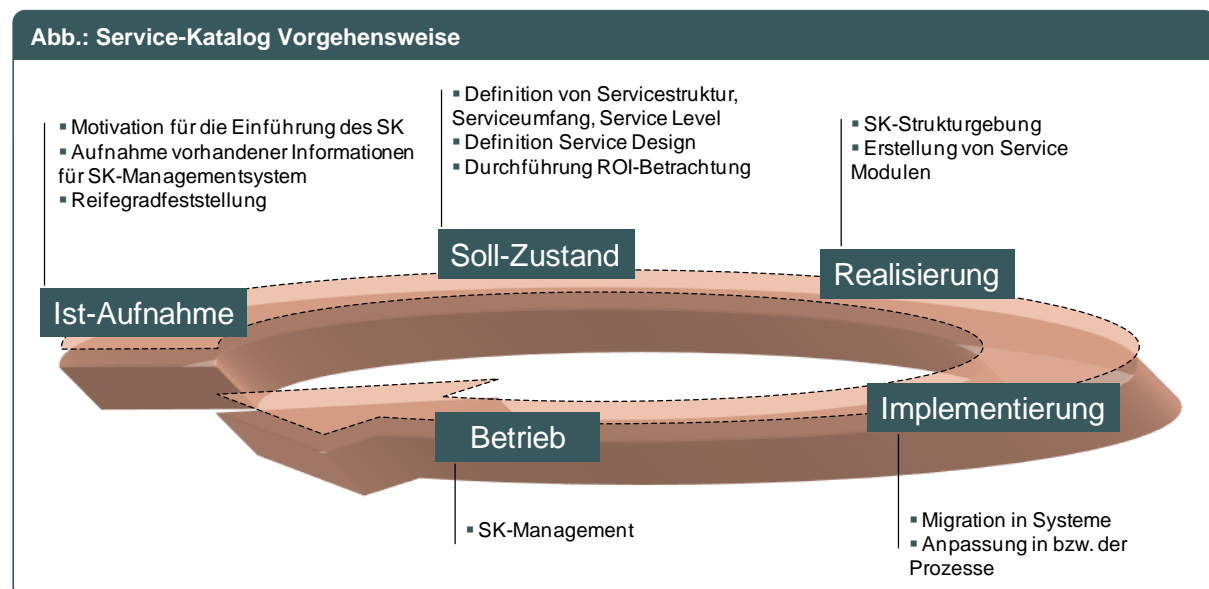 Abb.: Service-Katalog Vorgehensweise
▪ Motivation für die Einführung des SK
▪ Aufnahme vorhandener Informationen
für SK-Managementsystem
▪ Reifegradfeststellung
▪ Definition von Servicestruktur,
Serviceumfang, Service Level
▪ Definition Service Design
▪ Durchführung ROI-Betrachtung
▪ SK-Strukturgebung
▪ Erstellung von Service
Modulen
Ist-Aufnahme
Soll-Zustand
Realisierung
Implementierung
Betrieb
▪ SK-Management
▪ Migration in Systeme
▪ Anpassung in bzw. der
Prozesse